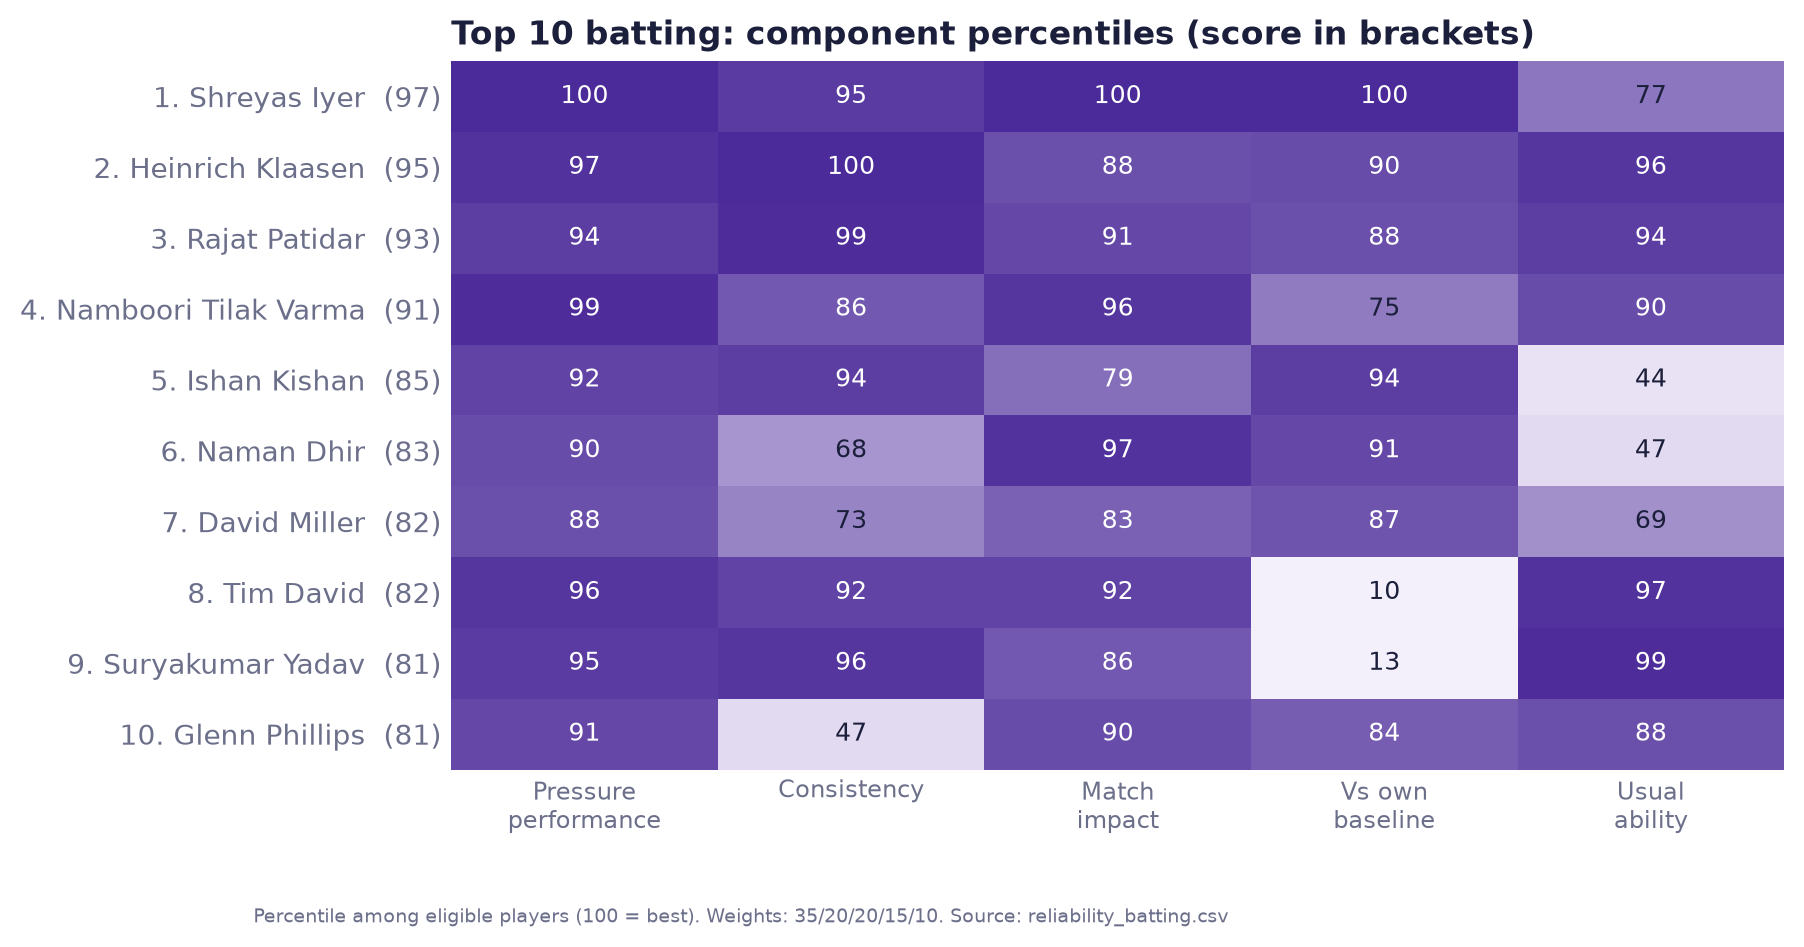 Top 10 batting: component percentiles (score in brackets)
1. Shreyas Iyer (97) 100 95 100 100 77
2. Heinrich Klaasen (95) 97 100 88 90 96
3. Rajat Patidar (93) 94 99 91 88 94
4. Namboori Tilak Varma (91) 99 86 96 75 90
5. Ishan Kishan (85) 92 94 79 94 44
6. Naman Dhir (83) 90 68 97 91 47
7. David Miller (82) 88 73 83 87 69
8. Tim David (82) 96 92 92 10 97
9. Suryakumar Yadav (81) 95 96 86 13 99
10. Glenn Phillips (81) 91 47 90 84 88
Pressure Consistency Match Vs own Usual
performance impact baseline ability
Percentile among eligible players (100 = best). Weights: 35/20/20/15/10. Source: reliability_batting.csv